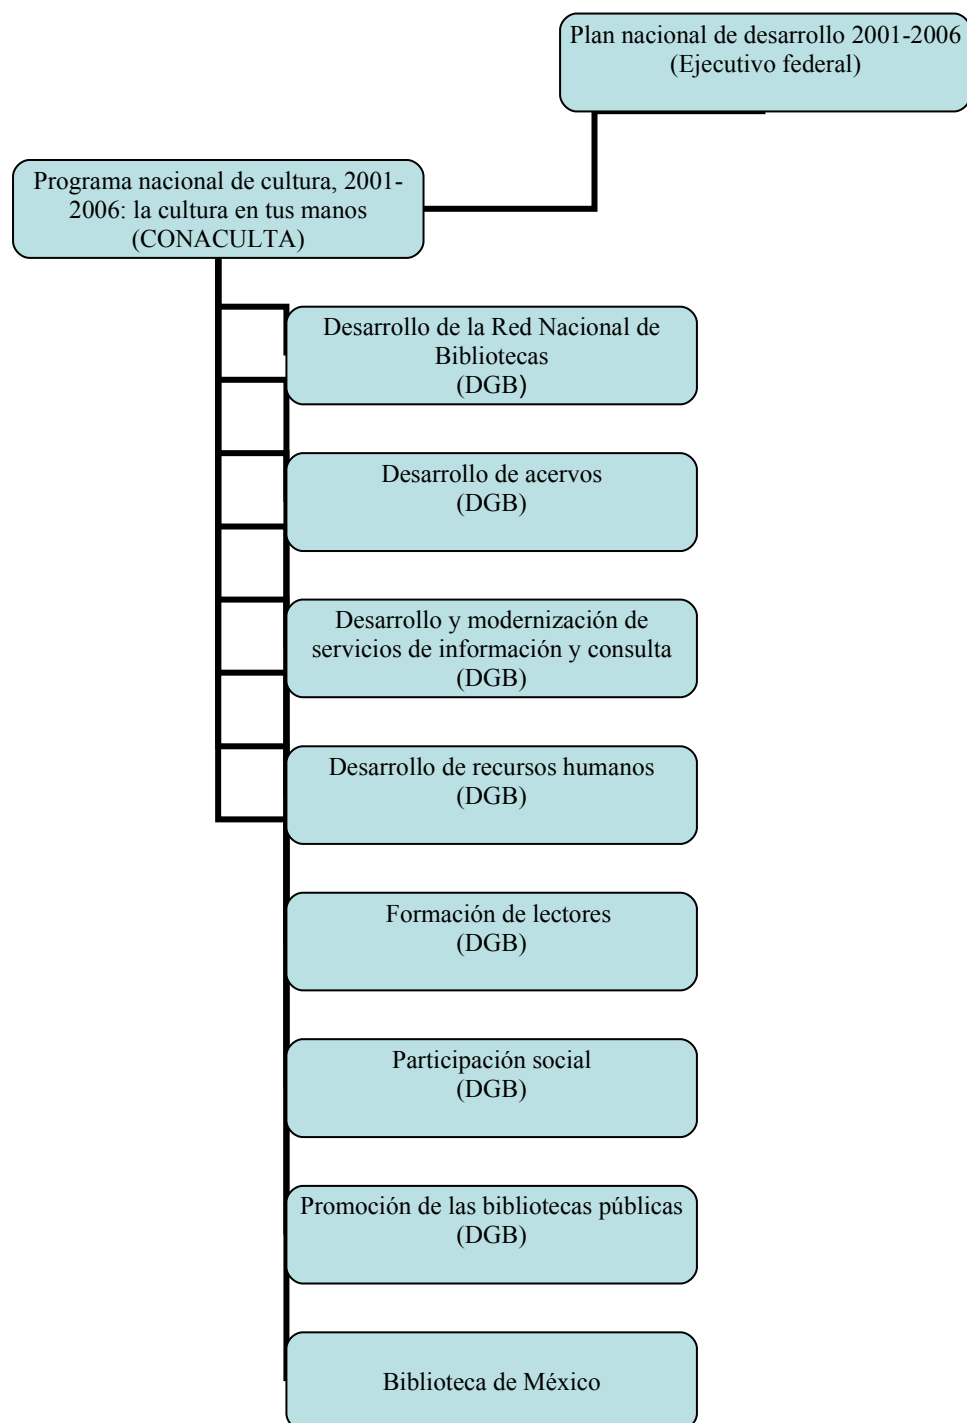 Plan nacional de desarrollo 2001-2006
(Ejecutivo federal)
Programa nacional de cultura, 2001-
2006: la cultura en tus manos
(CONACULTA)
Desarrollo de la Red Nacional de
Bibliotecas
(DGB)
Desarrollo de acervos
(DGB)
Desarrollo y modernización de
servicios de información y consulta
(DGB)
Desarrollo de recursos humanos
(DGB)
Formación de lectores
(DGB)
Participación social
(DGB)
Promoción de las bibliotecas públicas
(DGB)
Biblioteca de México